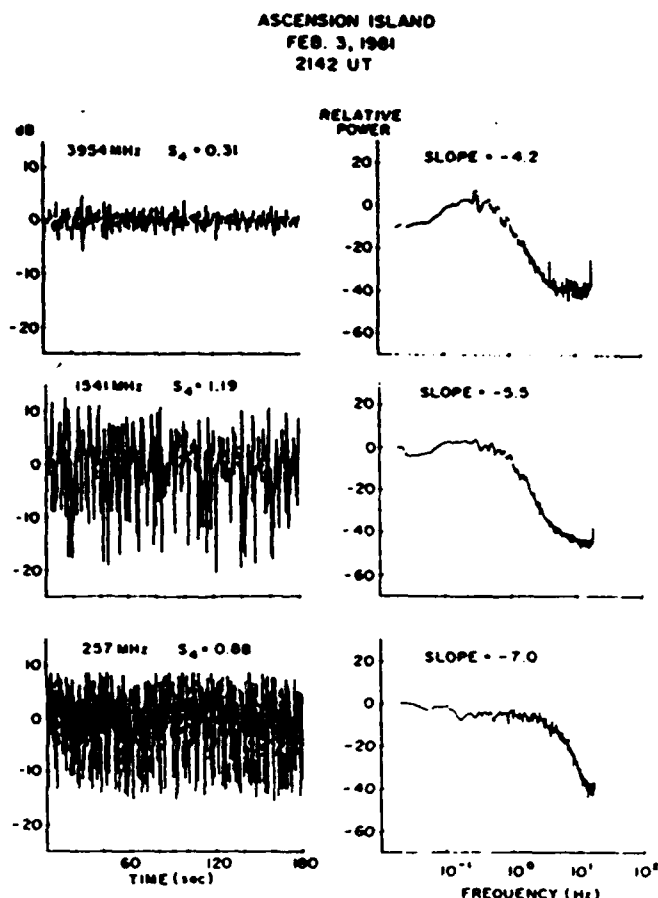 ASCENSION ISLAND
FEB. 3, 1981
2142 UT
dB
3954 MHz S4 = 0.31
10
0
-10
-20
RELATIVE
POWER
SLOPE = -4.2
20
0
-20
-40
-60
1541 MHz S4 = 1.19
10
0
-10
-20
SLOPE = -5.5
20
0
-20
-40
-60
257 MHz S4 = 0.88
10
0
-10
-20
60 120 180
TIME (sec)
SLOPE = -7.0
20
0
-20
-40
-60
10⁻¹ 10⁰ 10¹ 10²
FREQUENCY (Hz)